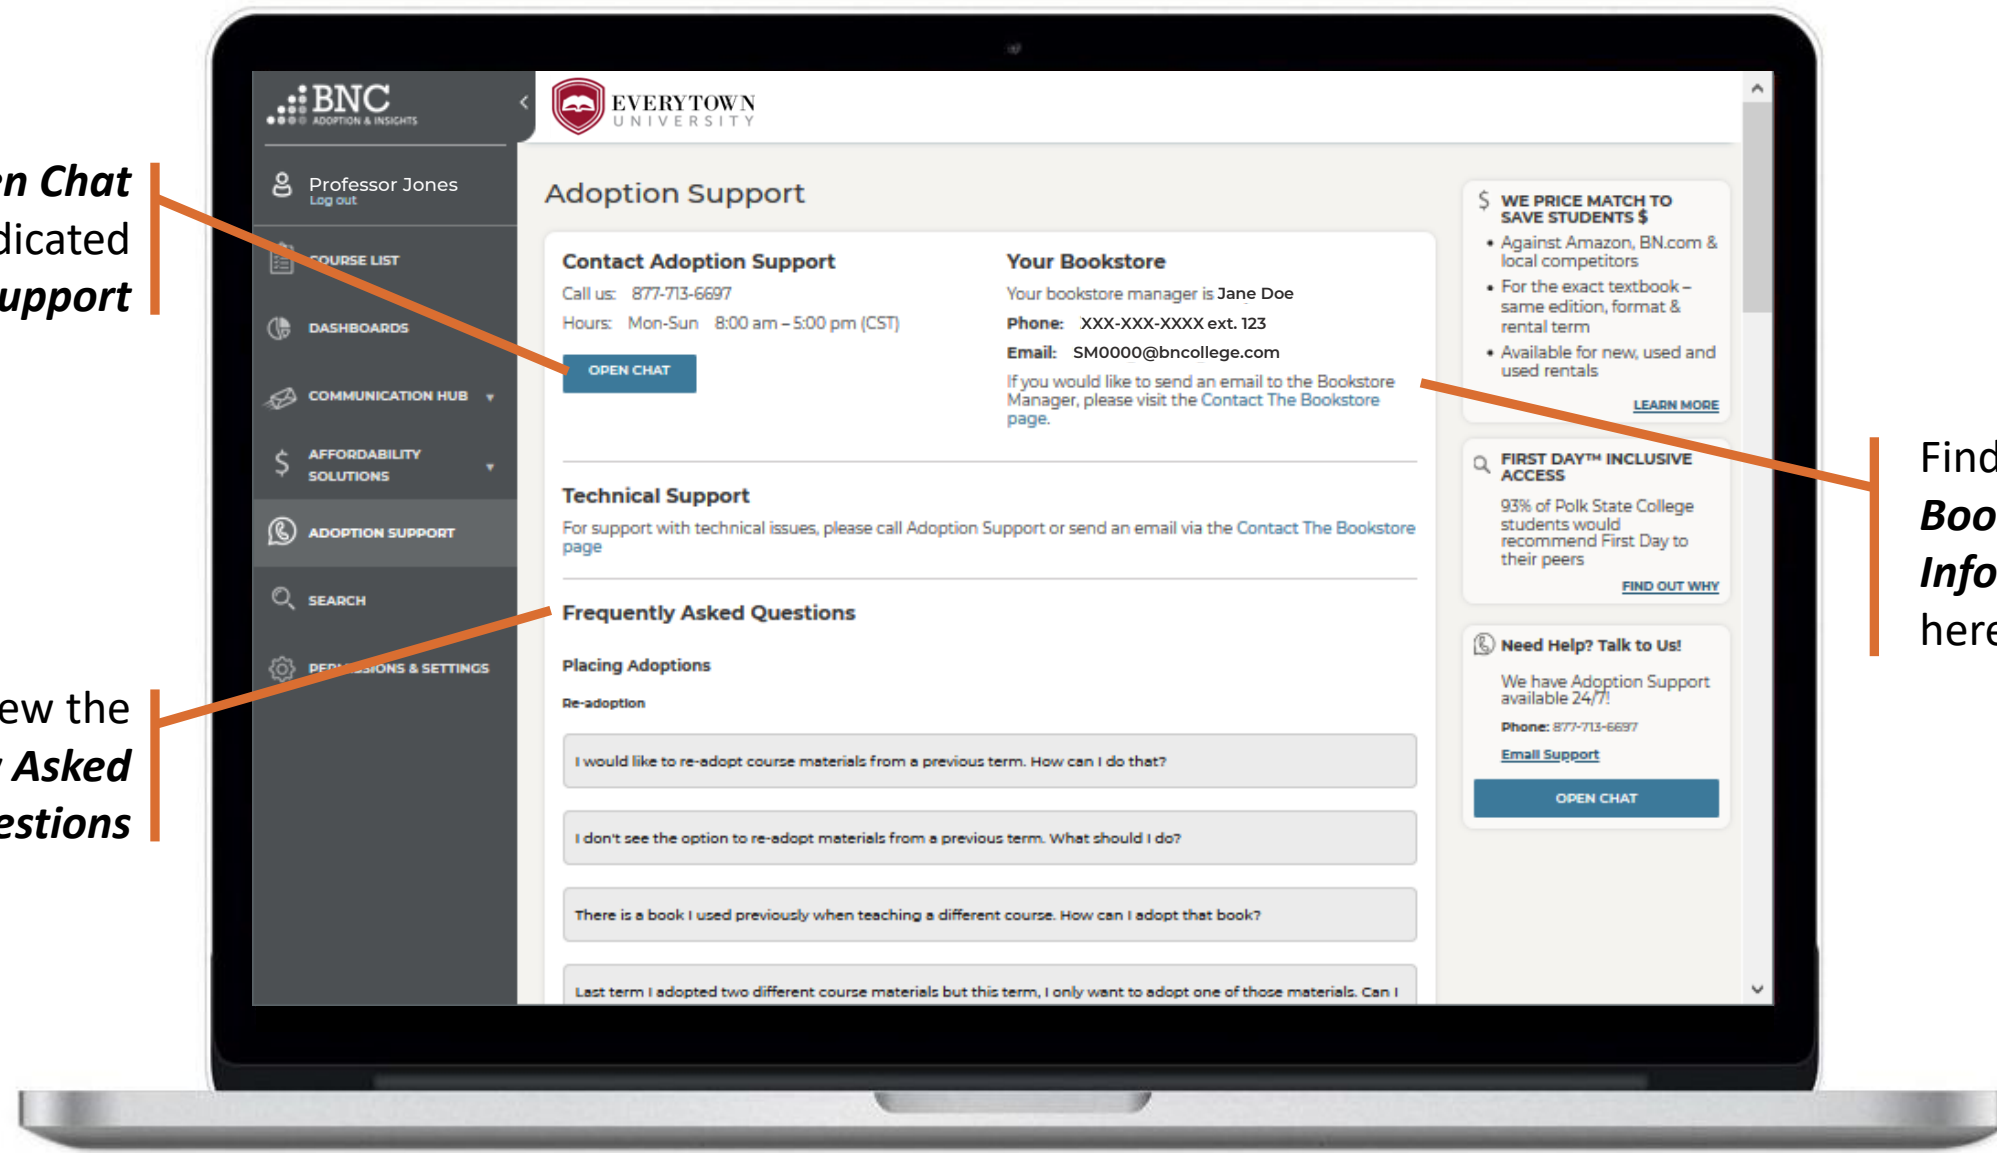 en Chat
dicated
upport
ew the
Asked
estions
BNC
ADOPTION & INSIGHTS
Professor Jones
Log out
COURSE LIST
DASHBOARDS
COMMUNICATION HUB
AFFORDABILITY
SOLUTIONS
ADOPTION SUPPORT
SEARCH
PERMISSIONS & SETTINGS
EVERYTOWN
UNIVERSITY
Adoption Support
Contact Adoption Support
Call us: 877-713-6697
Hours: Mon-Sun 8:00 am – 5:00 pm (CST)
OPEN CHAT
Your Bookstore
Your bookstore manager is Jane Doe
Phone: XXX-XXX-XXXX ext. 123
Email: SM0000@bncollege.com
If you would like to send an email to the Bookstore
Manager, please visit the Contact The Bookstore
page.
Technical Support
For support with technical issues, please call Adoption Support or send an email via the Contact The Bookstore
page
Frequently Asked Questions
Placing Adoptions
Re-adoption
I would like to re-adopt course materials from a previous term. How can I do that?
I don't see the option to re-adopt materials from a previous term. What should I do?
There is a book I used previously when teaching a different course. How can I adopt that book?
Last term I adopted two different course materials but this term, I only want to adopt one of those materials. Can I
$ WE PRICE MATCH TO
SAVE STUDENTS $
• Against Amazon, BN.com &
local competitors
• For the exact textbook –
same edition, format &
rental term
• Available for new, used and
used rentals
LEARN MORE
FIRST DAY™ INCLUSIVE
ACCESS
93% of Polk State College
students would
recommend First Day to
their peers
FIND OUT WHY
Need Help? Talk to Us!
We have Adoption Support
available 24/7!
Phone: 877-713-6697
Email Support
OPEN CHAT
Find
Boo
Info
here